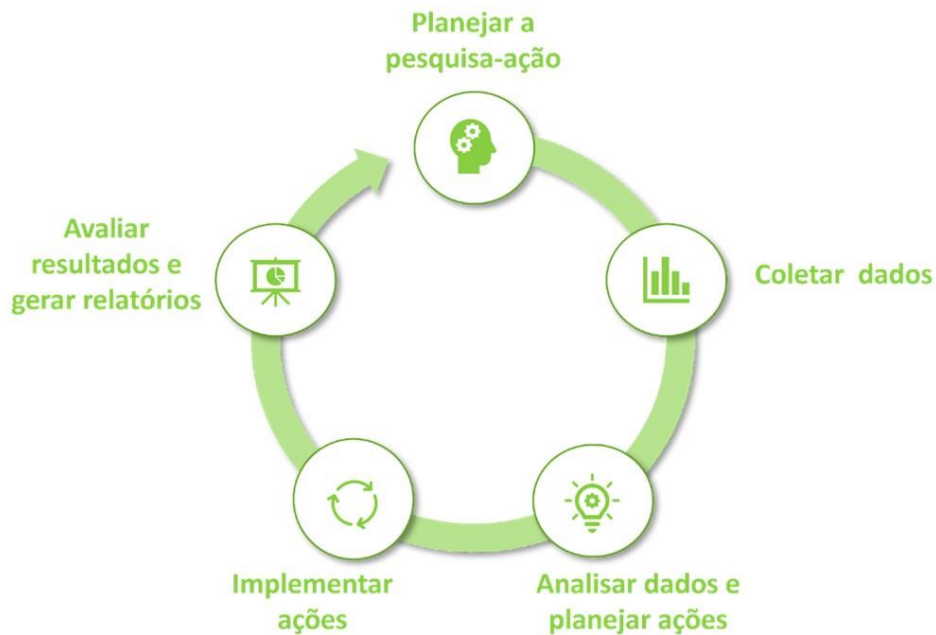 Planejar a
pesquisa-ação
Coletar dados
Analisar dados e
planejar ações
Implementar
ações
Avaliar
resultados e
gerar relatórios